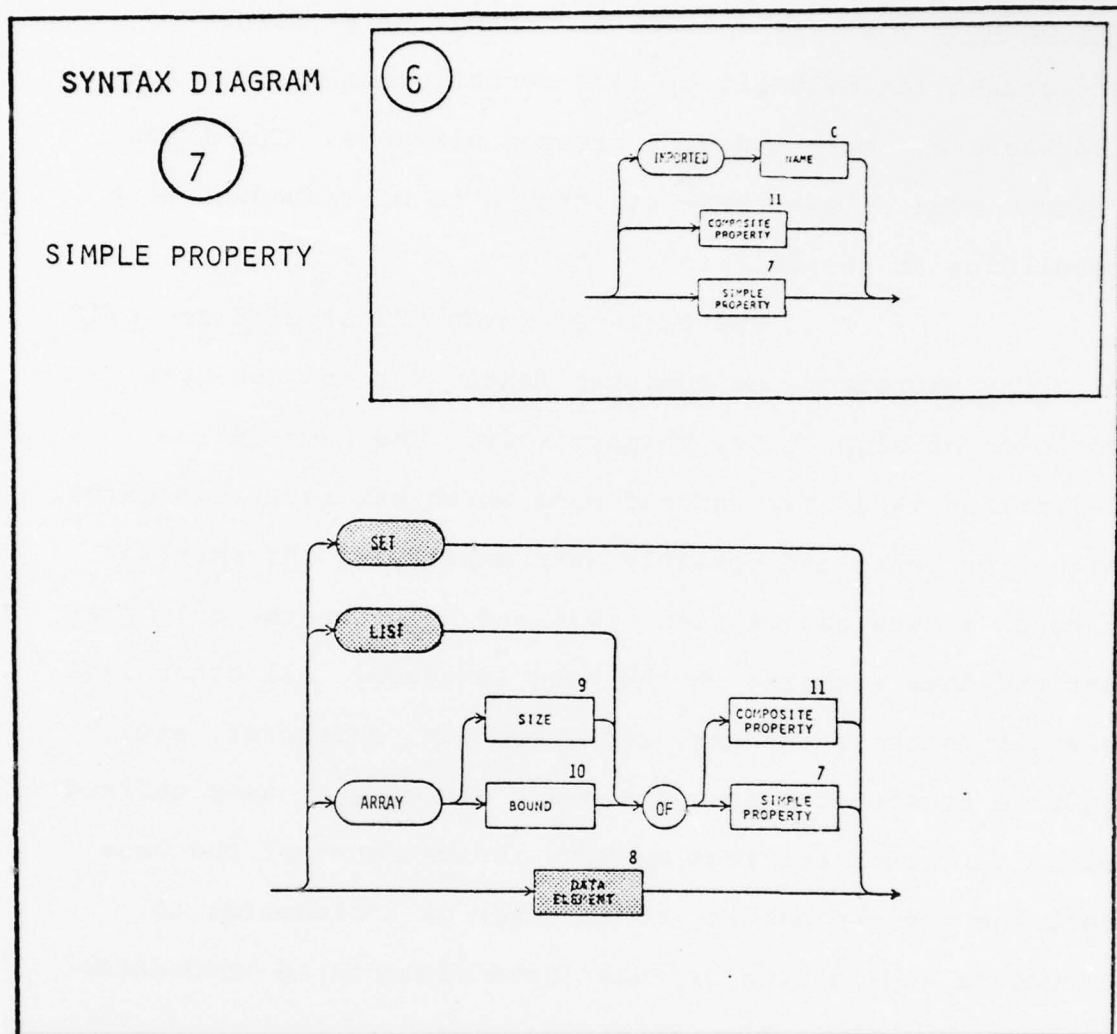 SYNTAX DIAGRAM
7
SIMPLE PROPERTY
6
C
IMPORTED
NAME
11
COMPOSITE
PROPERTY
7
SIMPLE
PROPERTY
SET
LIST
9
SIZE
11
COMPOSITE
PROPERTY
10
7
ARRAY
BOUND
OF
SIMPLE
PROPERTY
8
DATA
ELEMENT